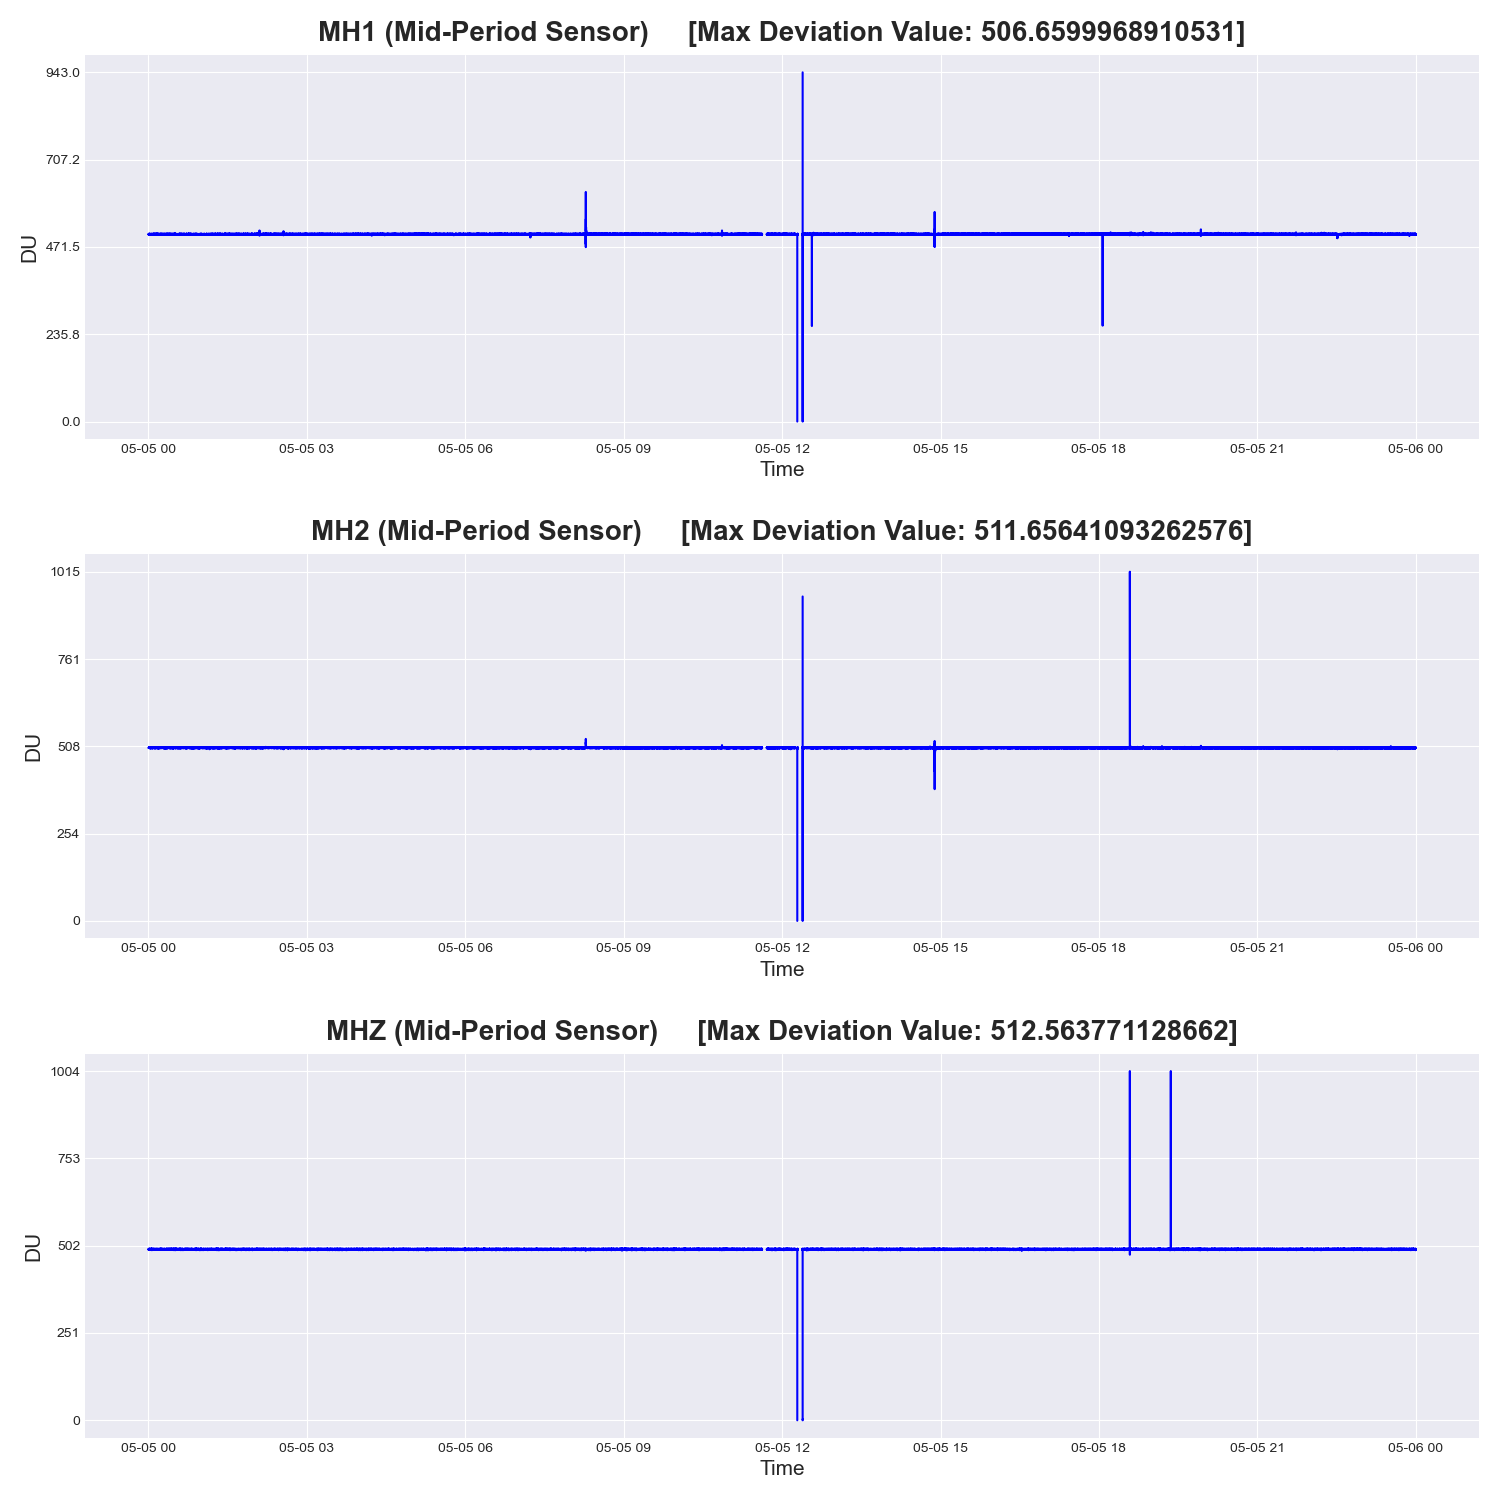 MH1 (Mid-Period Sensor) [Max Deviation Value: 506.6599968910531]
943.0
707.2
471.5
235.8
0.0
DU
05-05 00 05-05 03 05-05 06 05-05 09 05-05 12 05-05 15 05-05 18 05-05 21 05-06 00
Time
MH2 (Mid-Period Sensor) [Max Deviation Value: 511.65641093262576]
1015
761
508
254
0
DU
05-05 00 05-05 03 05-05 06 05-05 09 05-05 12 05-05 15 05-05 18 05-05 21 05-06 00
Time
MHZ (Mid-Period Sensor) [Max Deviation Value: 512.563771128662]
1004
753
502
251
0
DU
05-05 00 05-05 03 05-05 06 05-05 09 05-05 12 05-05 15 05-05 18 05-05 21 05-06 00
Time